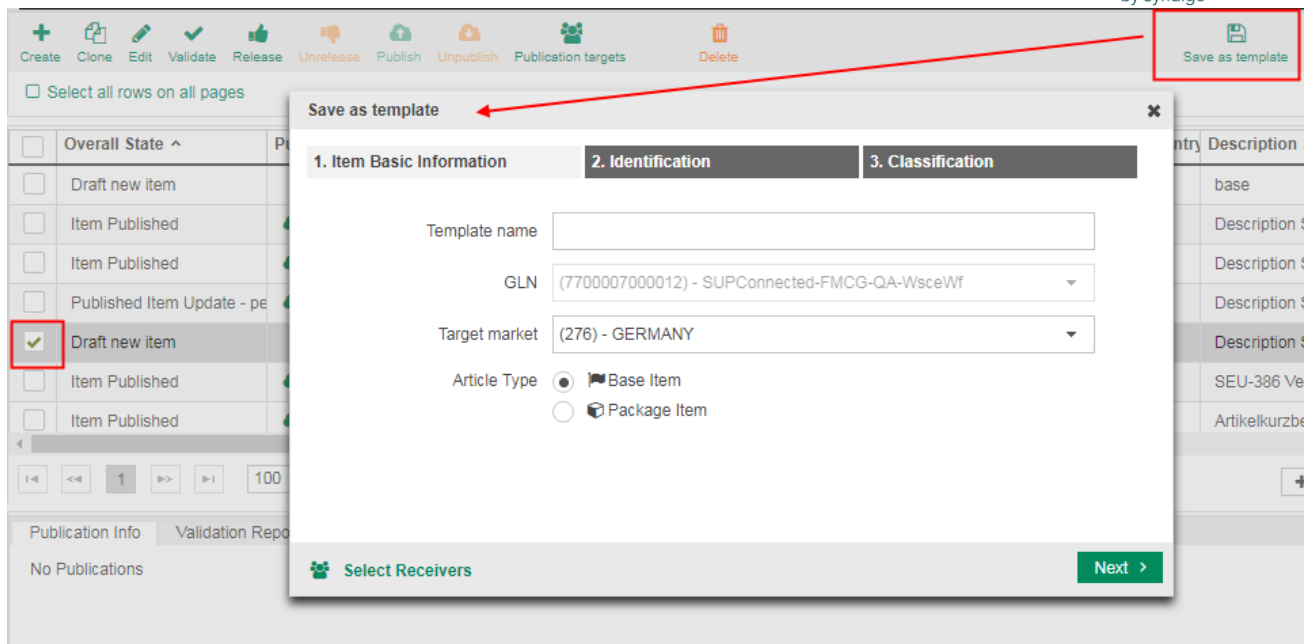 by Syndigo
Create Clone Edit Validate Release Unrelease Publish Unpublish Publication targets Delete Save as template
Select all rows on all pages
Save as template
Overall State
Description
1. Item Basic Information 2. Identification 3. Classification
Draft new item base
Item Published Description
Template name
Item Published Description
GLN (7700007000012) - SUPConnected-FMCG-QA-WsceWf
Published Item Update - Description
Target market (276) - GERMANY
Draft new item Description
Article Type Base Item
Item Published SEU-386
Package Item
Item Published
1 100
Publication Info Validation
No Publications
Select Receivers
Next >